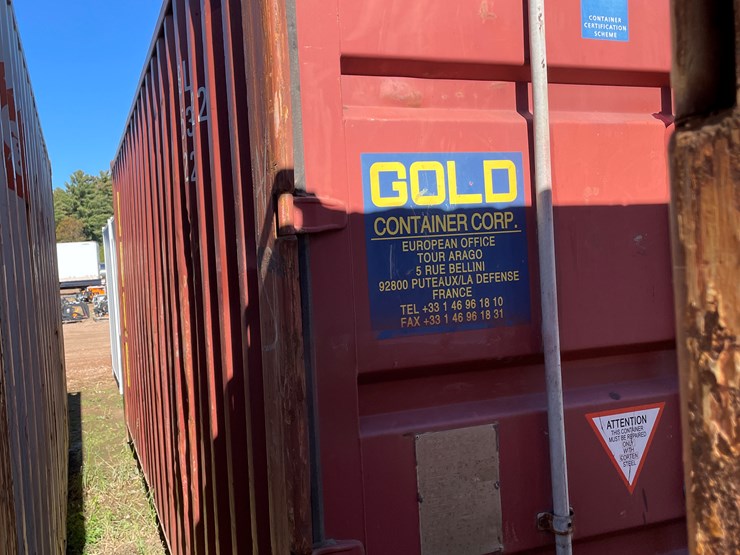 CONTAINER
CERTIFICATION
SCHEME
GOLD
CONTAINER CORP.
EUROPEAN OFFICE
TOUR ARAGO
5 RUE BELLINI
92800 PUTEAUX/LA DEFENSE
FRANCE
TEL +33 1 46 96 18 10
FAX +33 1 46 96 18 31
ATTENTION
THIS CONTAINER
MUST BE REPAIRED
ONLY
WITH
CORTEN
STEEL